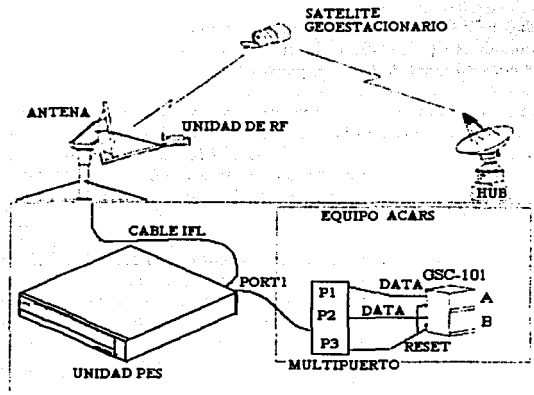 SATELITE
GEOESTACIONARIO
ANTENA
UNIDAD DE RF
HUB
EQUIPO ACARS
CABLE IFL
GSC-101
PORT1
DATA
P1
A
P2
DATA
B
P3
RESET
MULTIPUERTO
UNIDAD PES